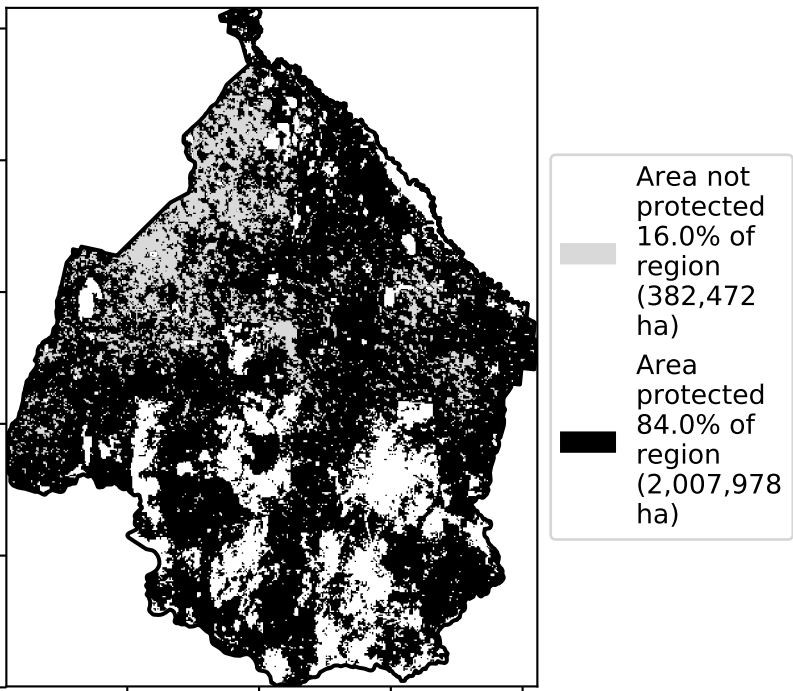 Area not
protected
16.0% of
region
(382,472
ha)
Area
protected
84.0% of
region
(2,007,978
ha)